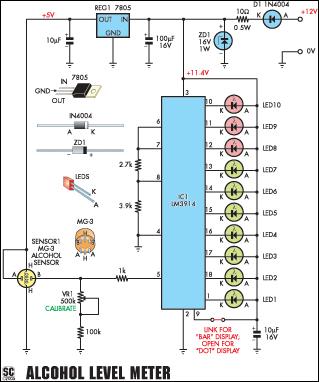 D1 1N4004
+5V
REG1 7805
OUT IN
GND
10Ω
0.5W
K A
+12V
10µF
100µF
16V
ZD1
16V
1W
A
K
0V
+11.4V
7805
IN
GND
OUT
1N4004
A K
ZD1
LEDS
K
A
MG-3
B
A A
H H
SENSOR1
MG-3
ALCOHOL
SENSOR
H
A B
H
2.7k
3.9k
1k
VR1
500k
CALIBRATE
100k
3
6
7
8
4
5
2 9
IC1
LM3914
10 K A LED10
11 K A LED9
12 K A LED8
13 K A LED7
14 K A LED6
15 K A LED5
16 K A LED4
17 K A LED3
18 K A LED2
1 K A LED1
LINK FOR
"BAR" DISPLAY,
OPEN FOR
"DOT" DISPLAY
10µF
16V
SC
ALCOHOL LEVEL METER